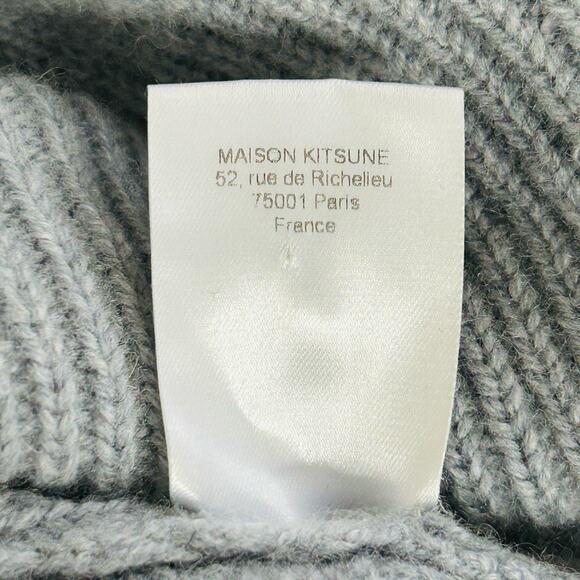 MAISON KITSUNE
52, rue de Richelieu
75001 Paris
France